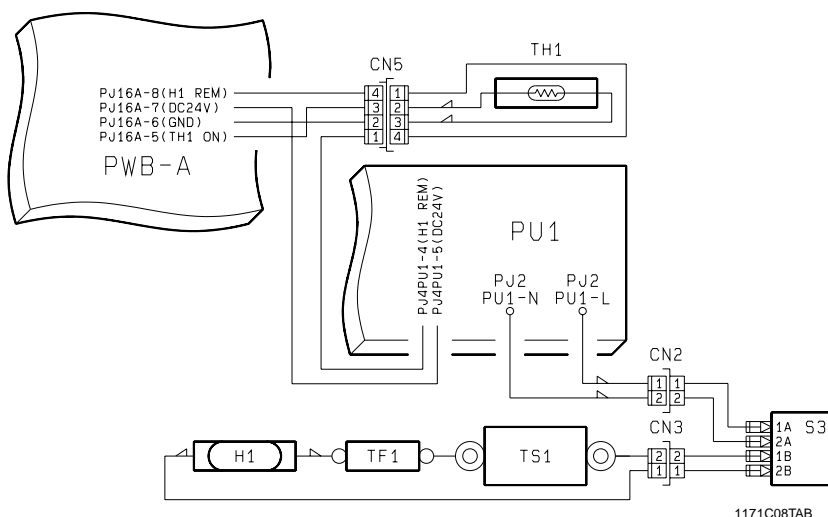 TH1
CN5
PJ16A-8(H1 REM)
PJ16A-7(DC24V)
PJ16A-6(GND)
PJ16A-5(TH1 ON)
4 1
3 2
2 3
1 4
PWB-A
PJ4PU1-4(H1 REM)
PJ4PU1-5(DC24V)
PU1
PJ2
PU1-N
PJ2
PU1-L
CN2
1 1
2 2
CN3
2 2
1 1
S3
1A
2A
1B
2B
H1
TF1
TS1
1171C08TAB